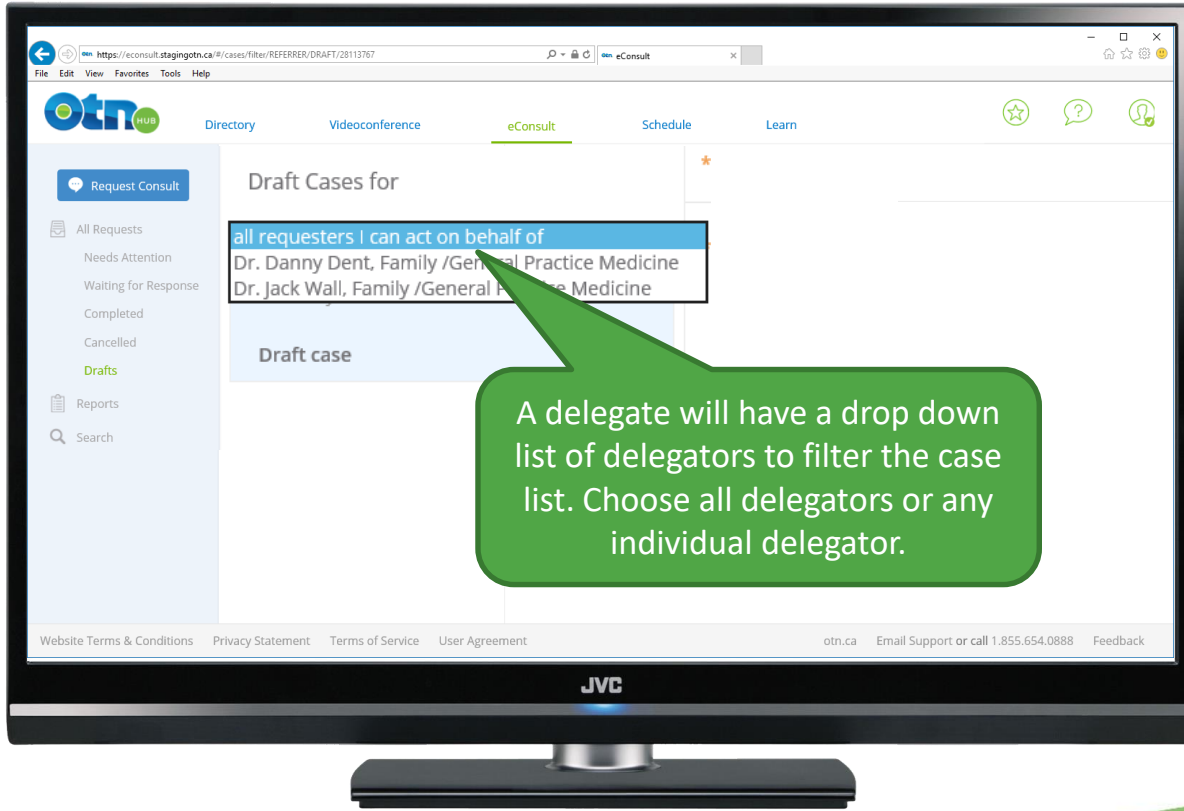 https://econsult.stagingotn.ca/#/cases/filter/REFERRER/DRAFT/28113767
otn eConsult
File Edit View Favorites Tools Help
otn HUB
Directory Videoconference eConsult Schedule Learn
Request Consult
Draft Cases for
*
All Requests
Needs Attention
Waiting for Response
Completed
Cancelled
Drafts
Reports
Search
all requesters I can act on behalf of
Dr. Danny Dent, Family /General Practice Medicine
Dr. Jack Wall, Family /General Practice Medicine
Draft case
A delegate will have a drop down
list of delegators to filter the case
list. Choose all delegators or any
individual delegator.
Website Terms & Conditions Privacy Statement Terms of Service User Agreement otn.ca Email Support or call 1.855.654.0888 Feedback
JVC